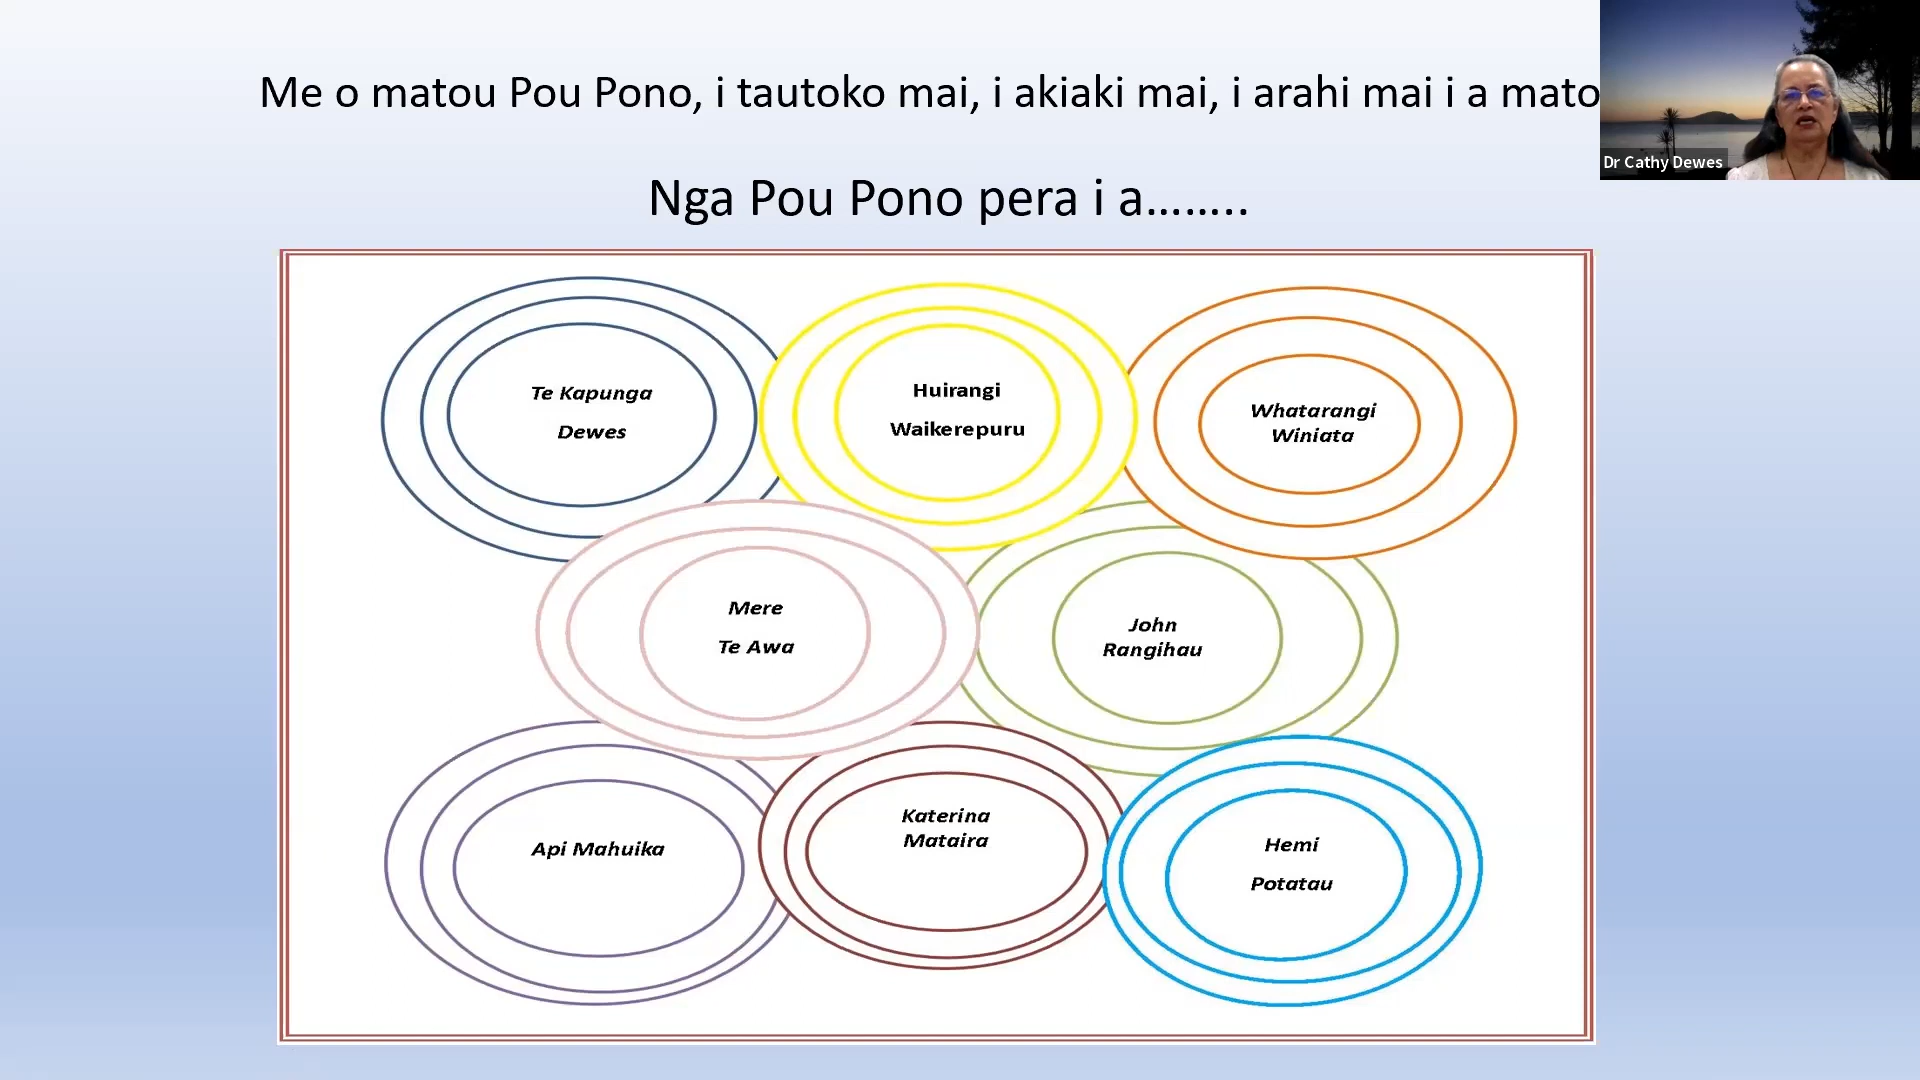 Me o matou Pou Pono, i tautoko mai, i akiaki mai, i arahi mai i a mato
Dr Cathy Dewes
Nga Pou Pono pera i a........
Te Kapunga
Dewes
Huirangi
Waikerepuru
Whatarangi
Winiata
Mere
Te Awa
John
Rangihau
Api Mahuika
Katerina
Mataira
Hemi
Potatau